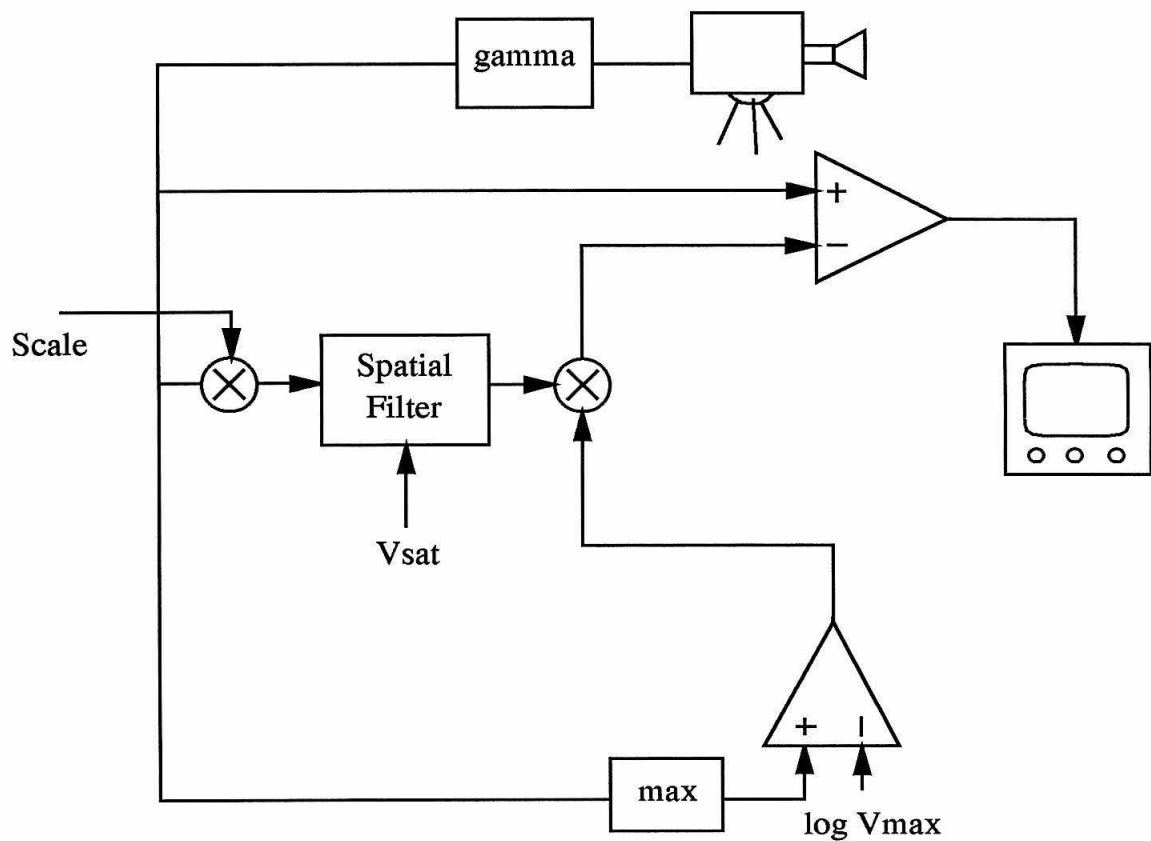 gamma
+
−
Scale
Spatial
Filter
Vsat
+ −
max
log Vmax